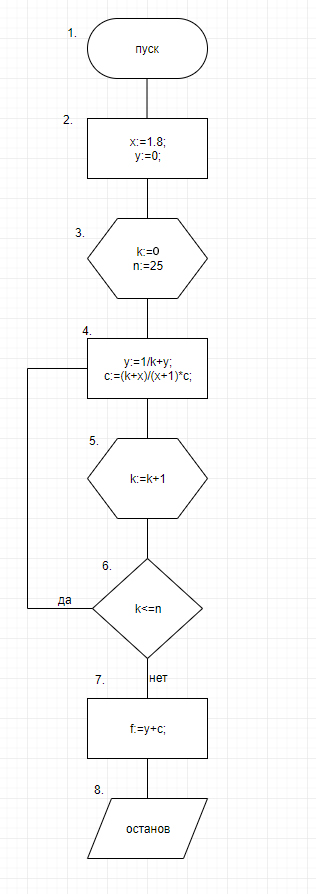 1.
пуск
2.
x:=1.8;
y:=0;
3.
k:=0
n:=25
4.
y:=1/k+y;
c:=(k+x)/(x+1)*c;
5.
k:=k+1
6.
k<=n
да
нет
7.
f:=y+c;
8.
останов